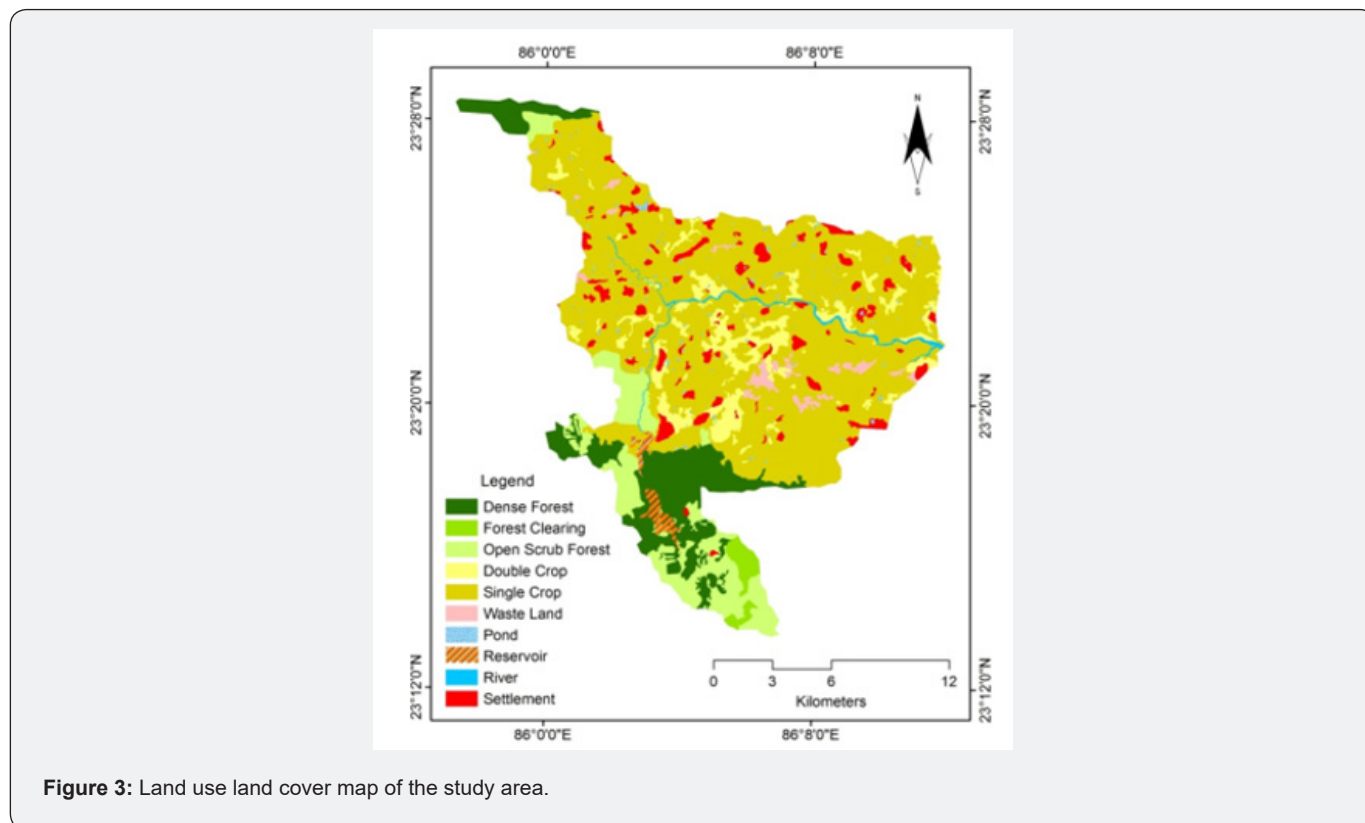 86°0'0"E 86°8'0"E
23°28'0"N 23°28'0"N
N
S
23°20'0"N 23°20'0"N
Legend
Dense Forest
Forest Clearing
Open Scrub Forest
Double Crop
Single Crop
Waste Land
Pond
Reservoir
River
Settlement
0 3 6 12
Kilometers
23°12'0"N 23°12'0"N
86°0'0"E 86°8'0"E
Figure 3: Land use land cover map of the study area.